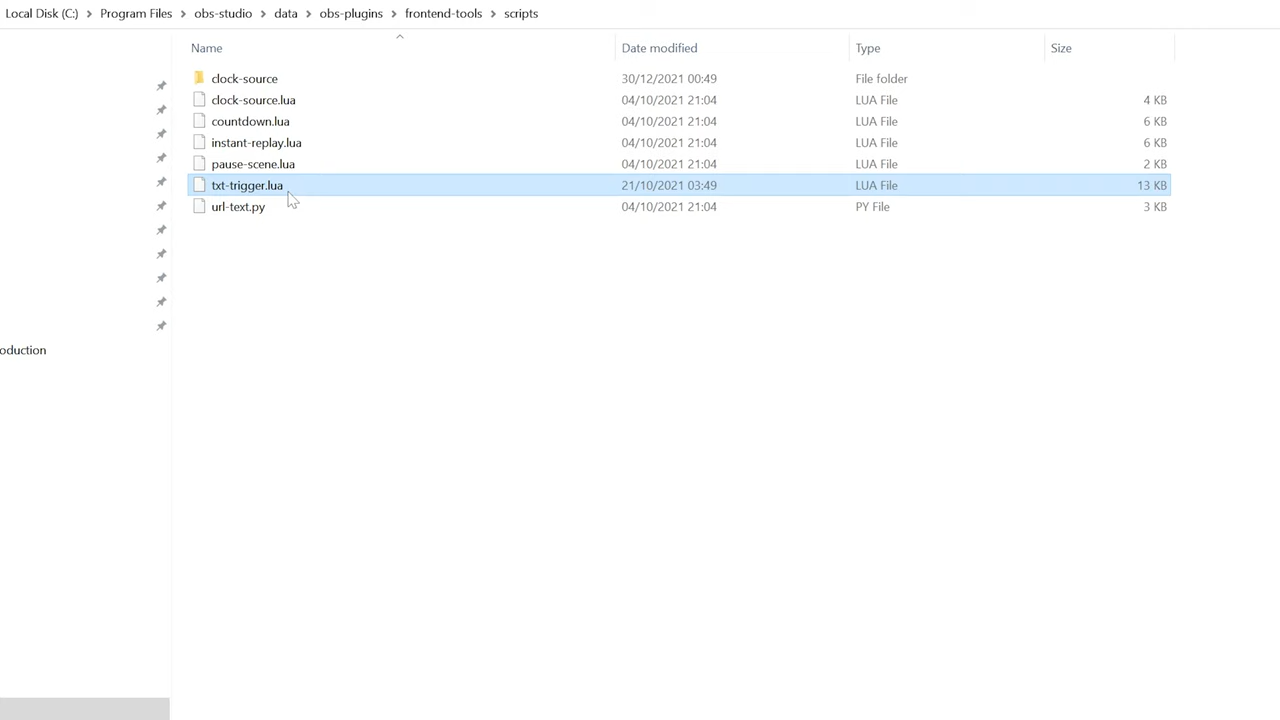 Local Disk (C:) > Program Files > obs-studio > data > obs-plugins > frontend-tools > scripts
Name Date modified Type Size
clock-source 30/12/2021 00:49 File folder
clock-source.lua 04/10/2021 21:04 LUA File 4 KB
countdown.lua 04/10/2021 21:04 LUA File 6 KB
instant-replay.lua 04/10/2021 21:04 LUA File 6 KB
pause-scene.lua 04/10/2021 21:04 LUA File 2 KB
txt-trigger.lua 21/10/2021 03:49 LUA File 13 KB
url-text.py 04/10/2021 21:04 PY File 3 KB
oduction